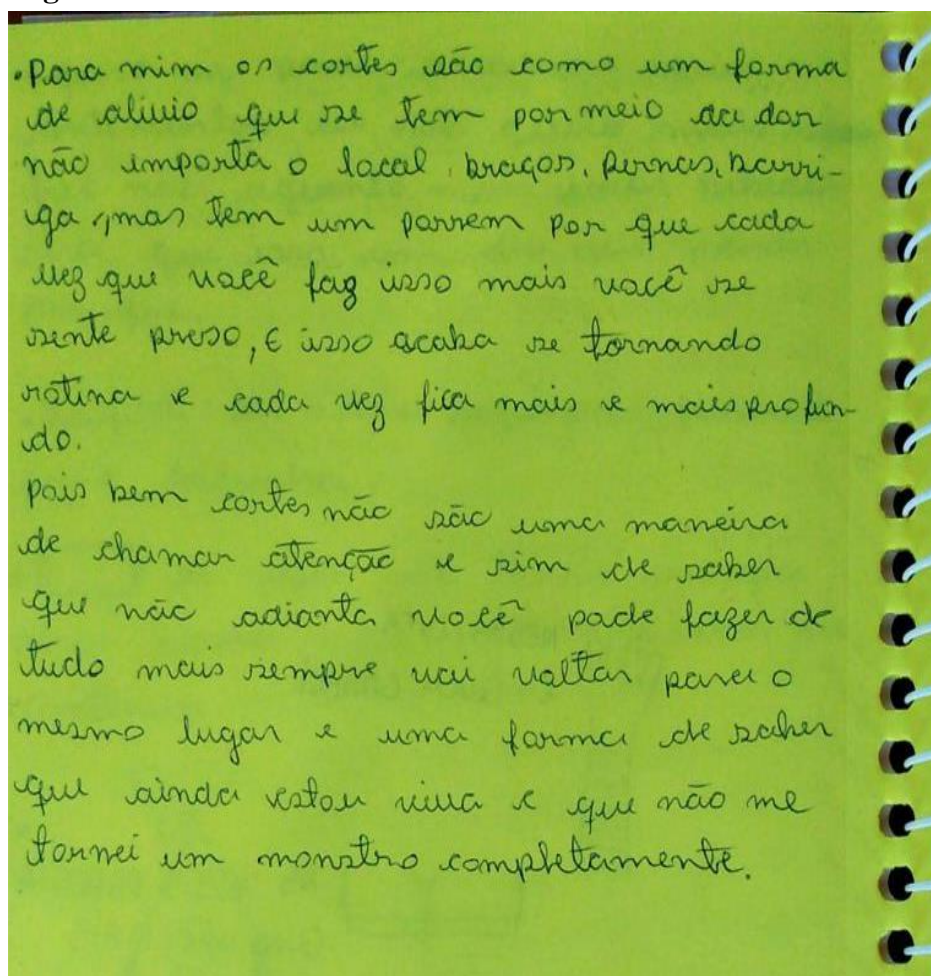 g
•Para mim os cortes são como um forma
de alivio que se tem por meio da dor
não importa o local, braços, pernas, barri-
ga, mas tem um porrem por que cada
vez que você faz isso mais você se
sente preso, E isso acaba se tornando
rotina e cada vez fica mais e mais profun-
do.
pois bem cortes não são uma maneira
de chamar atenção e sim de saber
que não adianta você pode fazer de
tudo mais sempre vai voltar para o
mesmo lugar e uma forma de saber
que ainda estou viva e que não me
tornei um monstro completamente.